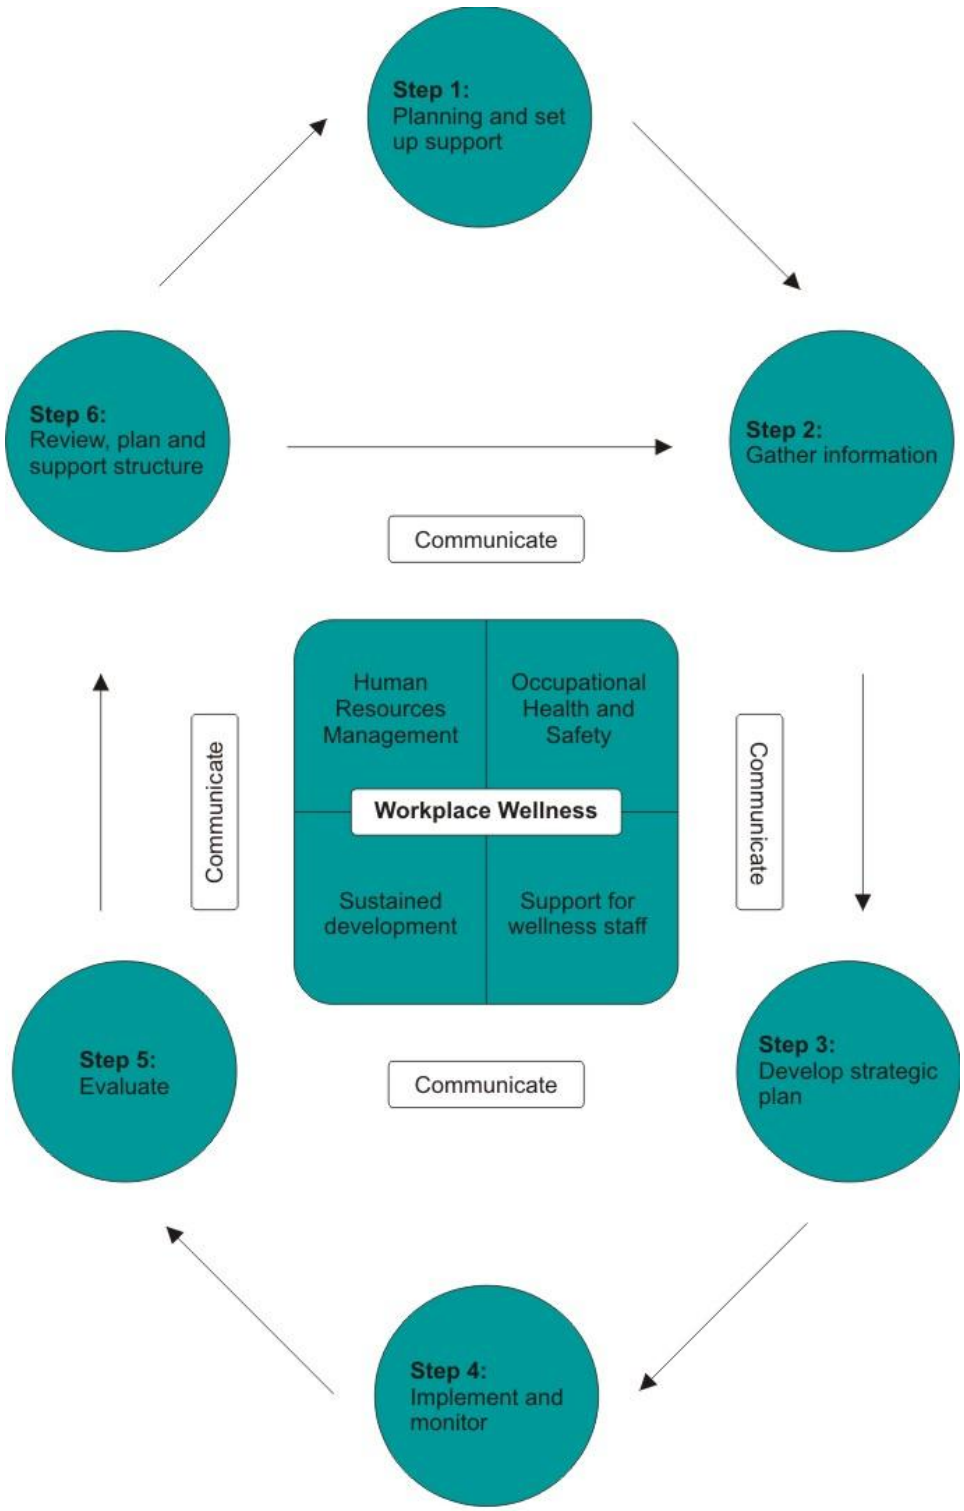 Step 1:
Planning and set
up support
Step 6:
Review, plan and
support structure
Step 2:
Gather information
Communicate
Human
Resources
Management
Occupational
Health and
Safety
Communicate
Communicate
Workplace Wellness
Sustained
development
Support for
wellness staff
Step 5:
Evaluate
Step 3:
Develop strategic
plan
Communicate
Step 4:
Implement and
monitor